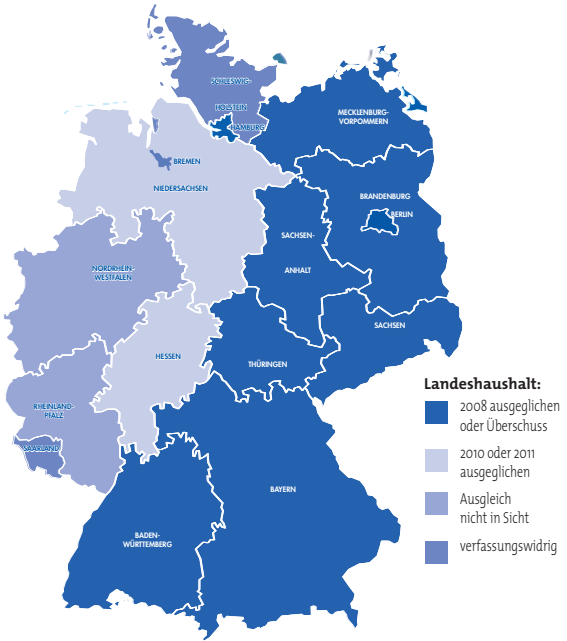 SCHLESWIG-
HOLSTEIN
HAMBURG
MECKLENBURG-
VORPOMMERN
BREMEN
NIEDERSACHSEN
BRANDENBURG
BERLIN
SACHSEN-
ANHALT
NORDRHEIN-
WESTFALEN
SACHSEN
HESSEN
THÜRINGEN
RHEINLAND-
PFALZ
SAARLAND
BAYERN
BADEN-
WÜRTTEMBERG
Landeshaushalt:
2008 ausgeglichen
oder Überschuss
2010 oder 2011
ausgeglichen
Ausgleich
nicht in Sicht
verfassungswidrig